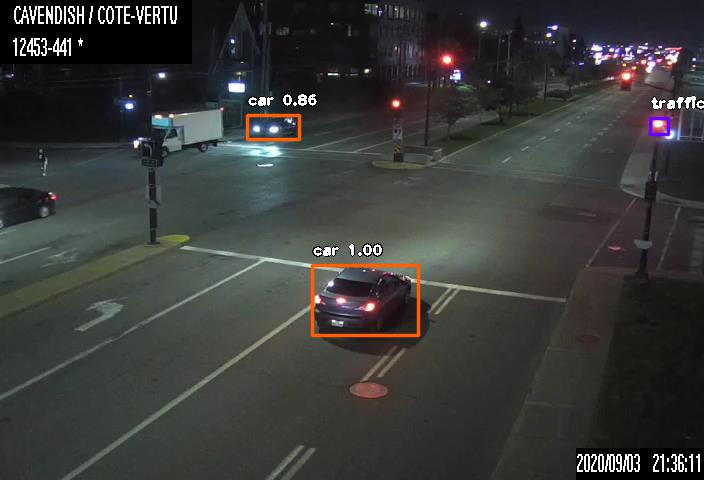 CAVENDISH / COTE-VERTU
12453-441 *
car 0.86
traffic
car 1.00
2020/09/03 21:36:11